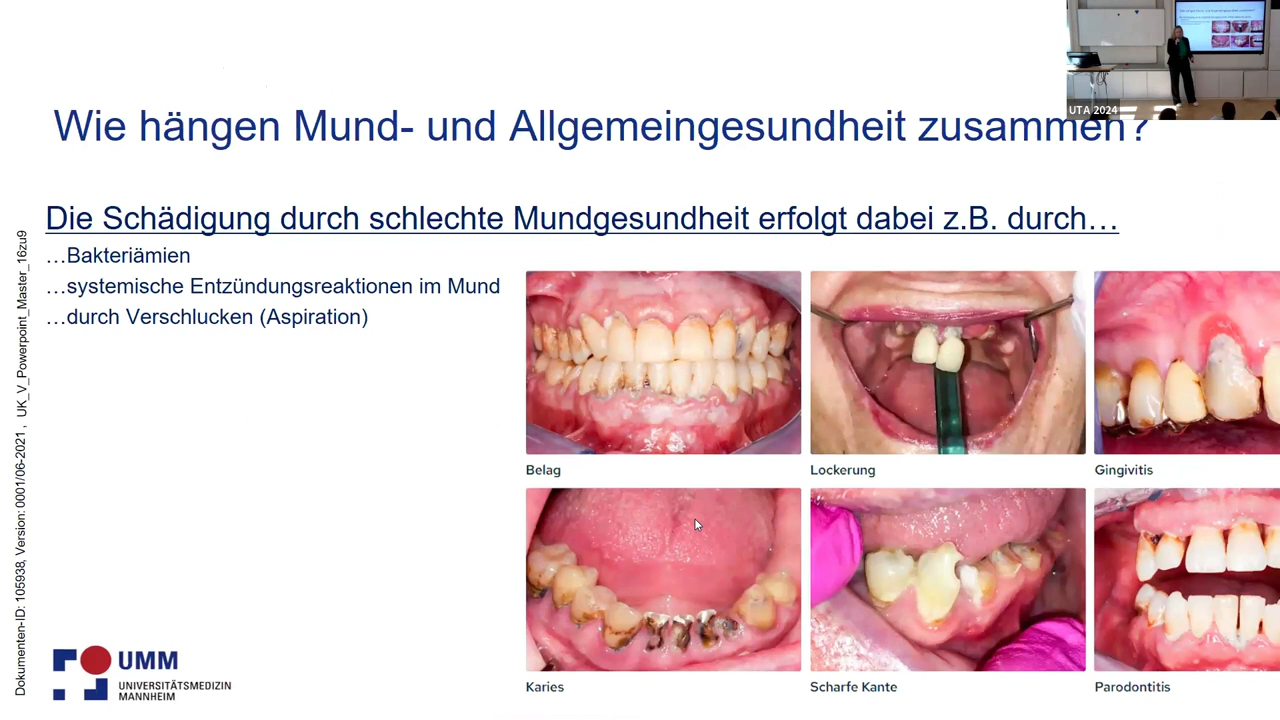 UTA 2024
Wie hängen Mund- und Allgemeingesundheit zusammen?
Die Schädigung durch schlechte Mundgesundheit erfolgt dabei z.B. durch…
…Bakteriämien
…systemische Entzündungsreaktionen im Mund
…durch Verschlucken (Aspiration)
Belag
Lockerung
Gingivitis
Karies
Scharfe Kante
Parodontitis
Dokumenten-ID: 105938, Version: 0001/06-2021 , UK_V_Powerpoint_Master_16zu9
UMM
UNIVERSITÄTSMEDIZIN
MANNHEIM